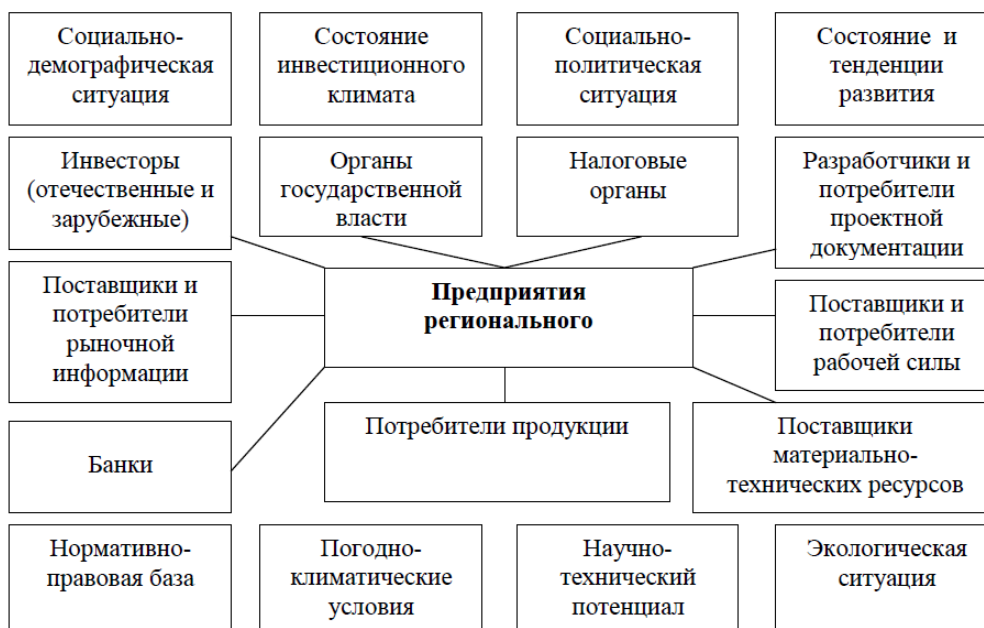 Социально-
демографическая
ситуация
Состояние
инвестиционного
климата
Социально-
политическая
ситуация
Состояние и
тенденции
развития
Инвесторы
(отечественные и
зарубежные)
Органы
государственной
власти
Налоговые
органы
Разработчики и
потребители
проектной
документации
Поставщики и
потребители
рыночной
информации
Предприятия
регионального
Поставщики и
потребители
рабочей силы
Банки
Потребители продукции
Поставщики
материально-
технических ресурсов
Нормативно-
правовая база
Погодно-
климатические
условия
Научно-
технический
потенциал
Экологическая
ситуация